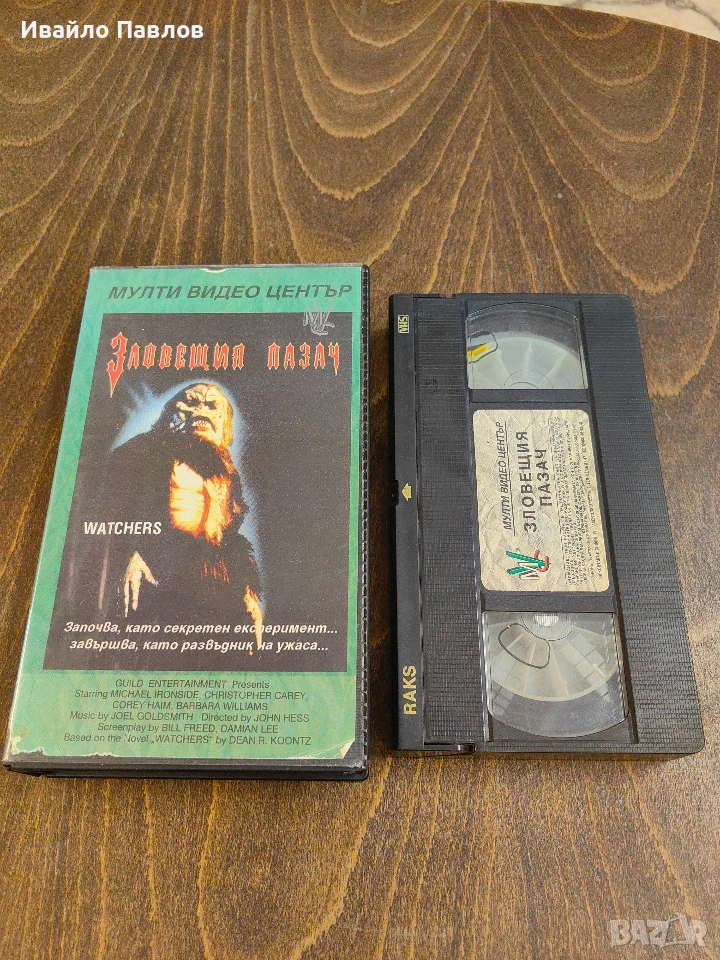 Ивайло Павлов
МУЛТИ ВИДЕО ЦЕНТЪР
ЗЛОВЕЩИЯ ПАЗАЧ
WATCHERS
Започва, като секретен експеримент...
завършва, като развъдник на ужаса...
GUILD ENTERTAINMENT Presents
Starring MICHAEL IRONSIDE, CHRISTOPHER CAREY,
COREY HAIM, BARBARA WILLIAMS
Music by JOEL GOLDSMITH Directed by JOHN HESS
Screenplay by BILL FREED, DAMIAN LEE
Based on the "WATCHERS" by DEAN R. KOONTZ
VHS
МУЛТИ ВИДЕО ЦЕНТЪР
ЗЛОВЕЩИЯ
ПАЗАЧ
RAKS
BAZAR